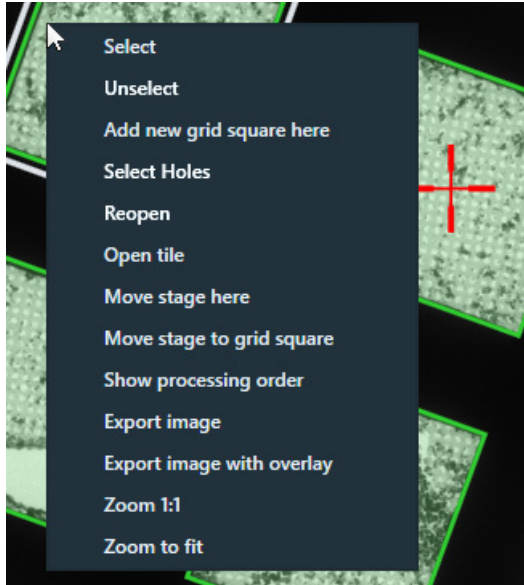 Select
Unselect
Add new grid square here
Select Holes
Reopen
Open tile
Move stage here
Move stage to grid square
Show processing order
Export image
Export image with overlay
Zoom 1:1
Zoom to fit